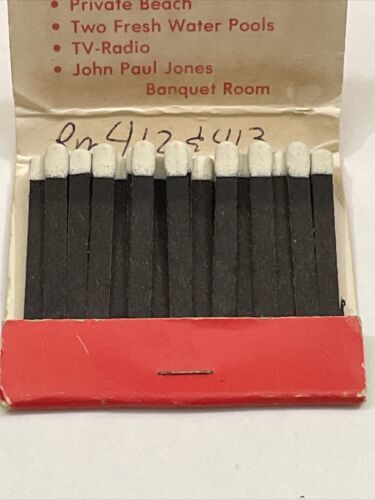 • Private Beach
• Two Fresh Water Pools
• TV-Radio
• John Paul Jones
Banquet Room
Rm 412 & 413